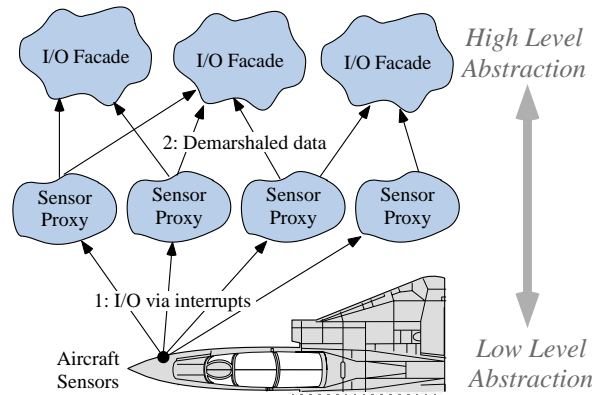 I/O Facade
I/O Facade
I/O Facade
High Level
Abstraction
2: Demarshaled data
Sensor
Proxy
Sensor
Proxy
Sensor
Proxy
Sensor
Proxy
1: I/O via interrupts
Aircraft
Sensors
Low Level
Abstraction